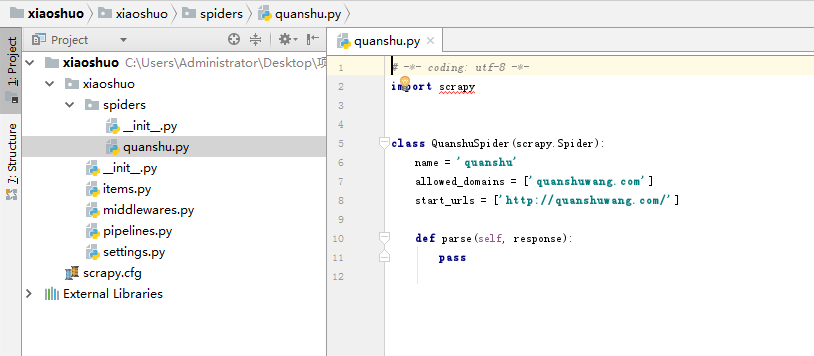 xiaoshuo xiaoshuo spiders quanshu.py
Project
quanshu.py
1: Project
7: Structure
xiaoshuo C:\Users\Administrator\Desktop\
xiaoshuo
spiders
__init__.py
quanshu.py
__init__.py
items.py
middlewares.py
pipelines.py
settings.py
scrapy.cfg
External Libraries
1 # -*- coding: utf-8 -*-
2 import scrapy
3
4
5 class QuanshuSpider(scrapy.Spider):
6 name = 'quanshu'
7 allowed_domains = ['quanshuwang.com']
8 start_urls = ['http://quanshuwang.com/']
9
10 def parse(self, response):
11 pass
12